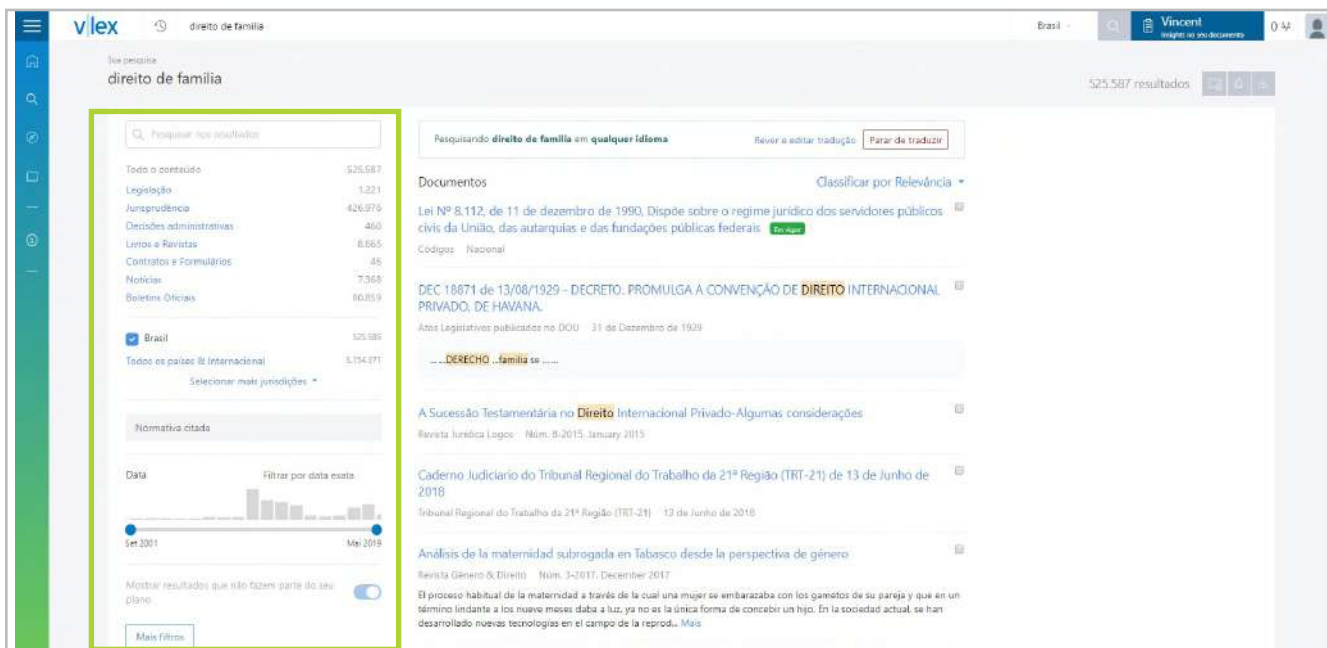 vlex
direito de familia
Brasil
Vincent
Insights no seu documento
0
Sua pesquisa
direito de familia
525.587 resultados
Pesquisar nos resultados
Todo o conteúdo 525.587
Legislação 1.221
Jurisprudência 426.976
Decisões administrativas 460
Livros e Revistas 8.665
Contratos e Formulários 46
Notícias 7.368
Boletins Oficiais 80.859
Brasil 525.585
Todos os países & Internacional
Selecionar mais jurisdições
Normativa citada
Data Filtrar por data exata
Set 2001 Mai 2019
Mostrar resultados que não fazem parte do seu
plano
Mais filtros
Pesquisando direito de familia em qualquer idioma Rever e editar tradução Parar de traduzir
Documentos Classificar por Relevância
Lei Nº 8.112, de 11 de dezembro de 1990, Dispõe sobre o regime jurídico dos servidores públicos
civis da União, das autarquias e das fundações públicas federais Em vigor
Códigos Nacional
DEC 18871 de 13/08/1929 - DECRETO. PROMULGA A CONVENÇÃO DE DIREITO INTERNACIONAL
PRIVADO, DE HAVANA.
Atos Legislativos publicados no DOU 31 de Dezembro de 1929
......DERECHO ...familia se ......
A Sucessão Testamentária no Direito Internacional Privado-Algumas considerações
Revista Jurídica Logos Núm. 8-2015, January 2015
Caderno Judiciario do Tribunal Regional do Trabalho da 21ª Região (TRT-21) de 13 de Junho de
2018
Tribunal Regional do Trabalho da 21ª Região (TRT-21) 13 de Junho de 2018
Análisis de la maternidad subrogada en Tabasco desde la perspectiva de género
Revista Gênero & Direito Núm. 3-2017, December 2017
El proceso habitual de la maternidad a través de la cual una mujer se embarazaba con los gametos de su pareja y que en un
término lindante a los nueve meses daba a luz, ya no es la única forma de concebir un hijo. En la sociedad actual, se han
desarrollado nuevas tecnologías en el campo de la reprod... Mais